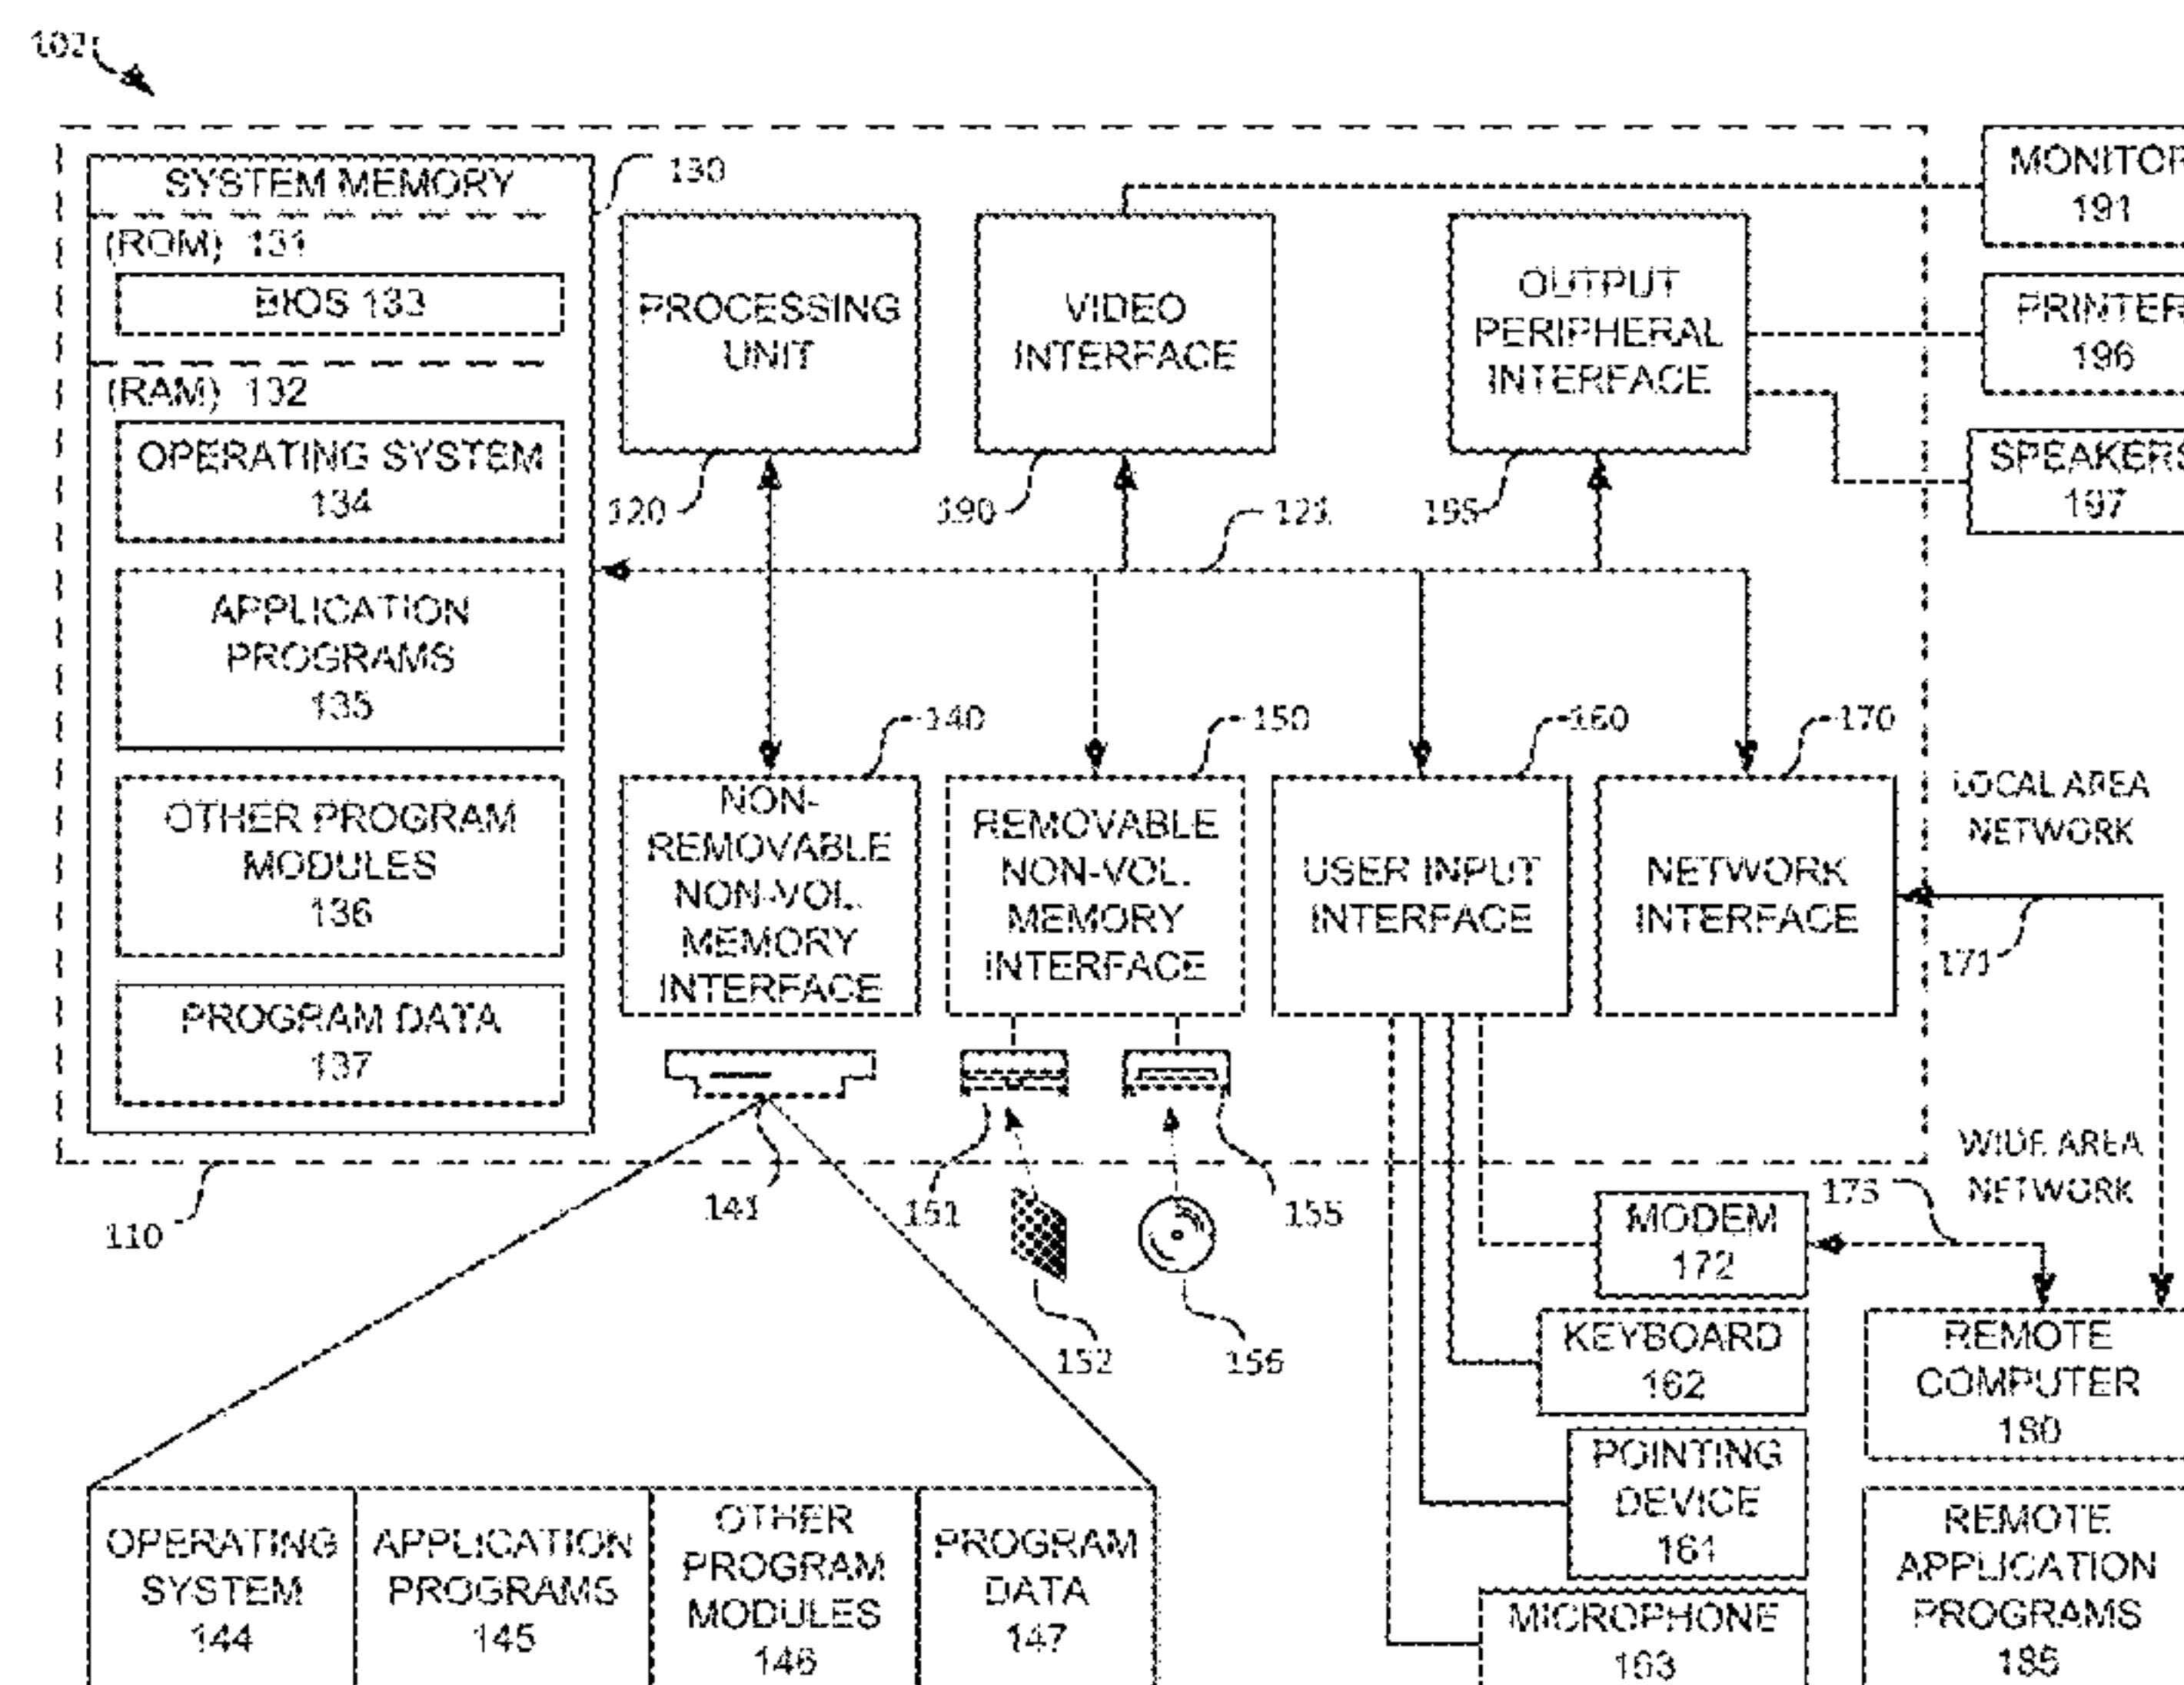 102
SYSTEM MEMORY
130
(ROM) 131
BIOS 133
(RAM) 132
OPERATING SYSTEM
134
APPLICATION
PROGRAMS
135
OTHER PROGRAM
MODULES
136
PROGRAM DATA
137
PROCESSING
UNIT
120
VIDEO
INTERFACE
190
121
OUTPUT
PERIPHERAL
INTERFACE
195
MONITOR
191
PRINTER
196
SPEAKERS
197
140
NON-
REMOVABLE
NON-VOL.
MEMORY
INTERFACE
150
REMOVABLE
NON-VOL.
MEMORY
INTERFACE
160
USER INPUT
INTERFACE
170
NETWORK
INTERFACE
LOCAL AREA
NETWORK
171
WIDE AREA
NETWORK
173
110
141
151
155
152
156
MODEM
172
KEYBOARD
162
POINTING
DEVICE
161
MICROPHONE
163
REMOTE
COMPUTER
180
REMOTE
APPLICATION
PROGRAMS
185
OPERATING
SYSTEM
144
APPLICATION
PROGRAMS
145
OTHER
PROGRAM
MODULES
146
PROGRAM
DATA
147